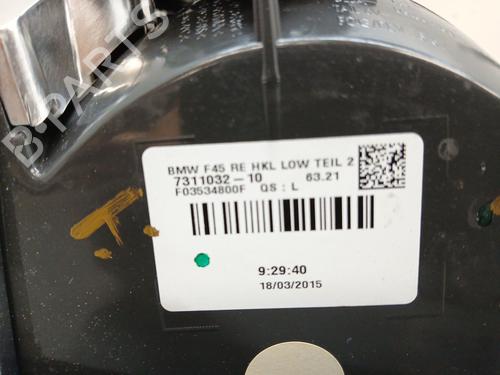 B-PARTS
BMW F45 RE HKL LOW TEIL 2
7311032-10 63.21
F03534800F QS : L
9:29:40
18/03/2015